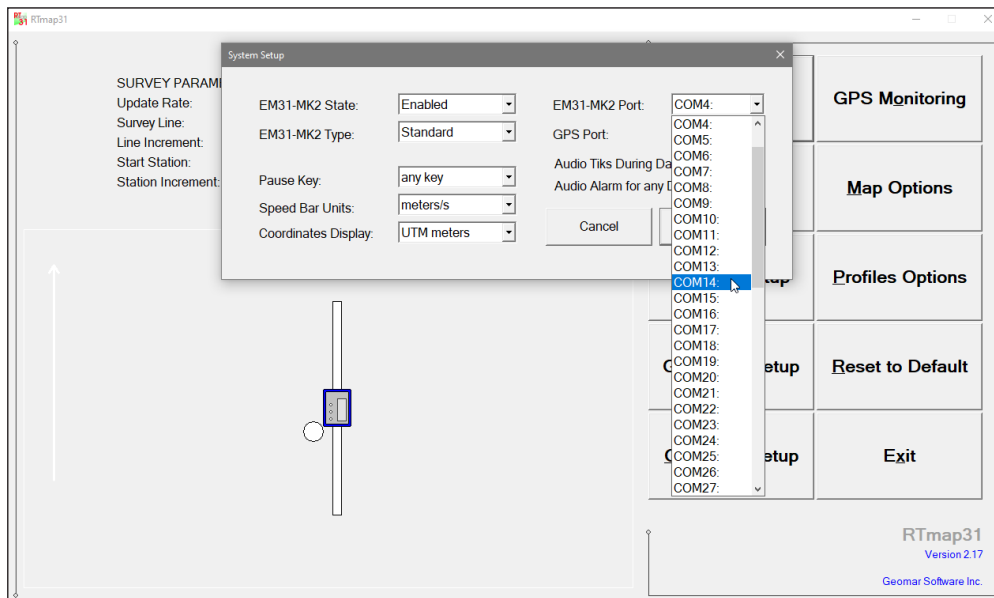 RTmap31
System Setup
SURVEY PARAM
Update Rate:
Survey Line:
Line Increment:
Start Station:
Station Increment:
EM31-MK2 State:
Enabled
EM31-MK2 Type:
Standard
Pause Key:
any key
Speed Bar Units:
meters/s
Coordinates Display:
UTM meters
EM31-MK2 Port:
COM4:
GPS Port:
Audio Tiks During Da
Audio Alarm for any
Cancel
COM4:
COM5:
COM6:
COM7:
COM8:
COM9:
COM10:
COM11:
COM12:
COM13:
COM14:
COM15:
COM16:
COM17:
COM18:
COM19:
COM20:
COM21:
COM22:
COM23:
COM24:
COM25:
COM26:
COM27:
GPS Monitoring
Map Options
Profiles Options
etup
Reset to Default
etup
Exit
RTmap31
Version 2.17
Geomar Software Inc.